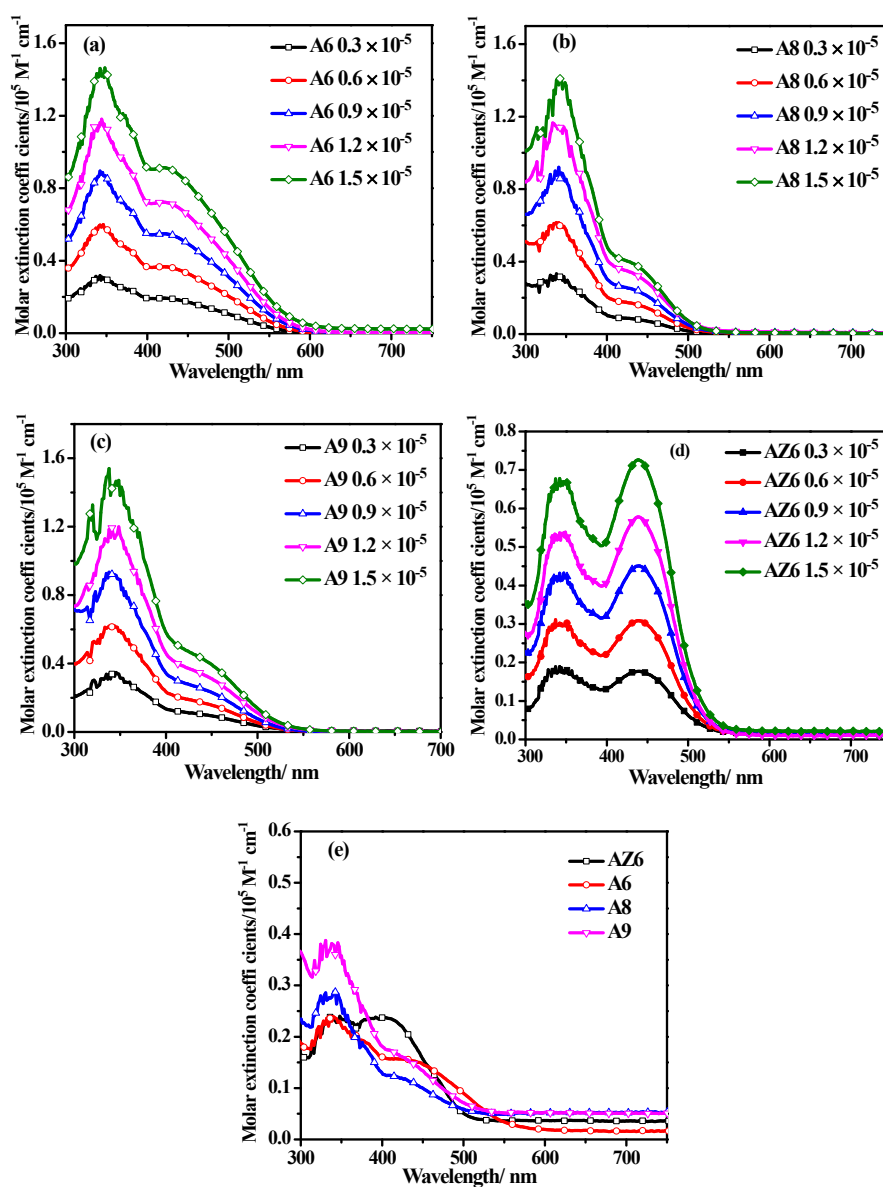 (a)
A6 0.3 × 10-5
A6 0.6 × 10-5
A6 0.9 × 10-5
A6 1.2 × 10-5
A6 1.5 × 10-5
Molar extinction coeffi cients/10⁵ M⁻¹ cm⁻¹
1.6
1.2
0.8
0.4
0.0
300 400 500 600 700
Wavelength/ nm
(b)
A8 0.3 × 10-5
A8 0.6 × 10-5
A8 0.9 × 10-5
A8 1.2 × 10-5
A8 1.5 × 10-5
Molar extinction coeffi cients/10⁵ M⁻¹ cm⁻¹
1.6
1.2
0.8
0.4
0.0
300 400 500 600 700
Wavelength/ nm
(c)
A9 0.3 × 10-5
A9 0.6 × 10-5
A9 0.9 × 10-5
A9 1.2 × 10-5
A9 1.5 × 10-5
Molar extinction coeffi cients/10⁵ M⁻¹ cm⁻¹
1.6
1.2
0.8
0.4
0.0
300 400 500 600 700
Wavelength/ nm
(d)
AZ6 0.3 × 10-5
AZ6 0.6 × 10-5
AZ6 0.9 × 10-5
AZ6 1.2 × 10-5
AZ6 1.5 × 10-5
Molar extinction coeffi cients/10⁵ M⁻¹ cm⁻¹
0.8
0.7
0.6
0.5
0.4
0.3
0.2
0.1
0.0
300 400 500 600 700
Wavelength/ nm
(e)
AZ6
A6
A8
A9
Molar extinction coeffi cients/10⁵ M⁻¹ cm⁻¹
0.6
0.5
0.4
0.3
0.2
0.1
0.0
300 400 500 600 700
Wavelength/ nm